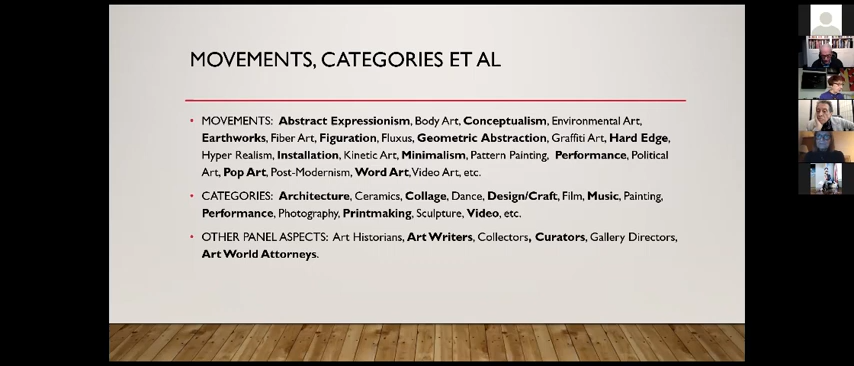 MOVEMENTS, CATEGORIES ET AL
• MOVEMENTS: Abstract Expressionism, Body Art, Conceptualism, Environmental Art,
Earthworks, Fiber Art, Figuration, Fluxus, Geometric Abstraction, Graffiti Art, Hard Edge,
Hyper Realism, Installation, Kinetic Art, Minimalism, Pattern Painting, Performance, Political
Art, Pop Art, Post-Modernism, Word Art, Video Art, etc.
• CATEGORIES: Architecture, Ceramics, Collage, Dance, Design/Craft, Film, Music, Painting,
Performance, Photography, Printmaking, Sculpture, Video, etc.
• OTHER PANEL ASPECTS: Art Historians, Art Writers, Collectors, Curators, Gallery Directors,
Art World Attorneys.